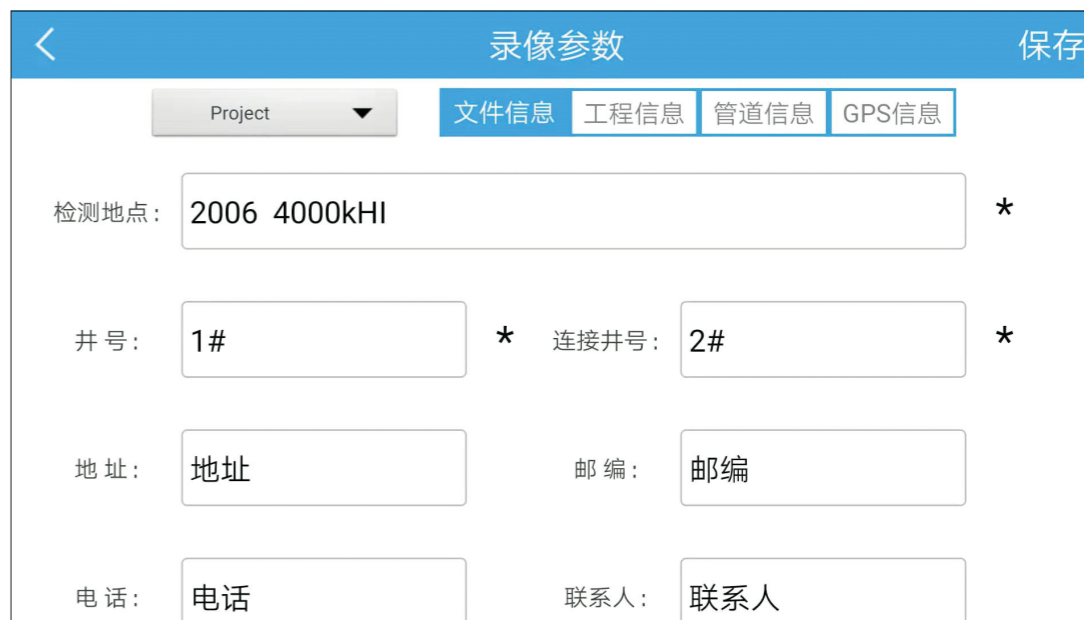 录像参数 保存
Project 文件信息 工程信息 管道信息 GPS信息
检测地点: 2006 4000kHI *
井 号: 1# * 连接井号: 2# *
地 址: 地址 邮 编: 邮编
电 话: 电话 联系人: 联系人